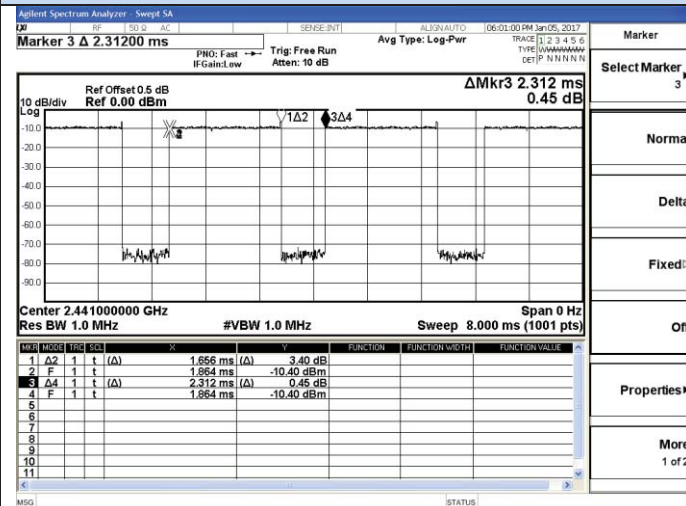 Agilent Spectrum Analyzer - Swept SA
LXI RF 50 Ω AC SENSE:INT ALIGNAUTO 06:01:00 PM Jan 05, 2017
Marker 3 Δ 2.31200 ms
PNO: Fast
IFGain:Low
Trig: Free Run
Atten: 10 dB
Avg Type: Log-Pwr
TRACE 1 2 3 4 5 6
TYPE WWWWWW
DET P N N N N N
Ref Offset 0.5 dB
10 dB/div Ref 0.00 dBm
ΔMkr3 2.312 ms
0.45 dB
Log
1Δ2
3Δ4
-10.0
-20.0
-30.0
-40.0
-50.0
-60.0
-70.0
-80.0
-90.0
Center 2.441000000 GHz Span 0 Hz
Res BW 1.0 MHz #VBW 1.0 MHz Sweep 8.000 ms (1001 pts)
MKR MODE TRC SCL X Y FUNCTION FUNCTION WIDTH FUNCTION VALUE
1 Δ2 1 t (Δ) 1.656 ms (Δ) 3.40 dB
2 F 1 t 1.864 ms -10.40 dBm
3 Δ4 1 t (Δ) 2.312 ms (Δ) 0.45 dB
4 F 1 t 1.864 ms -10.40 dBm
5
6
7
8
9
10
11
MSG STATUS
Marker
Select Marker
3
Norma
Delta
Fixed
Of
Properties
More
1 of 2